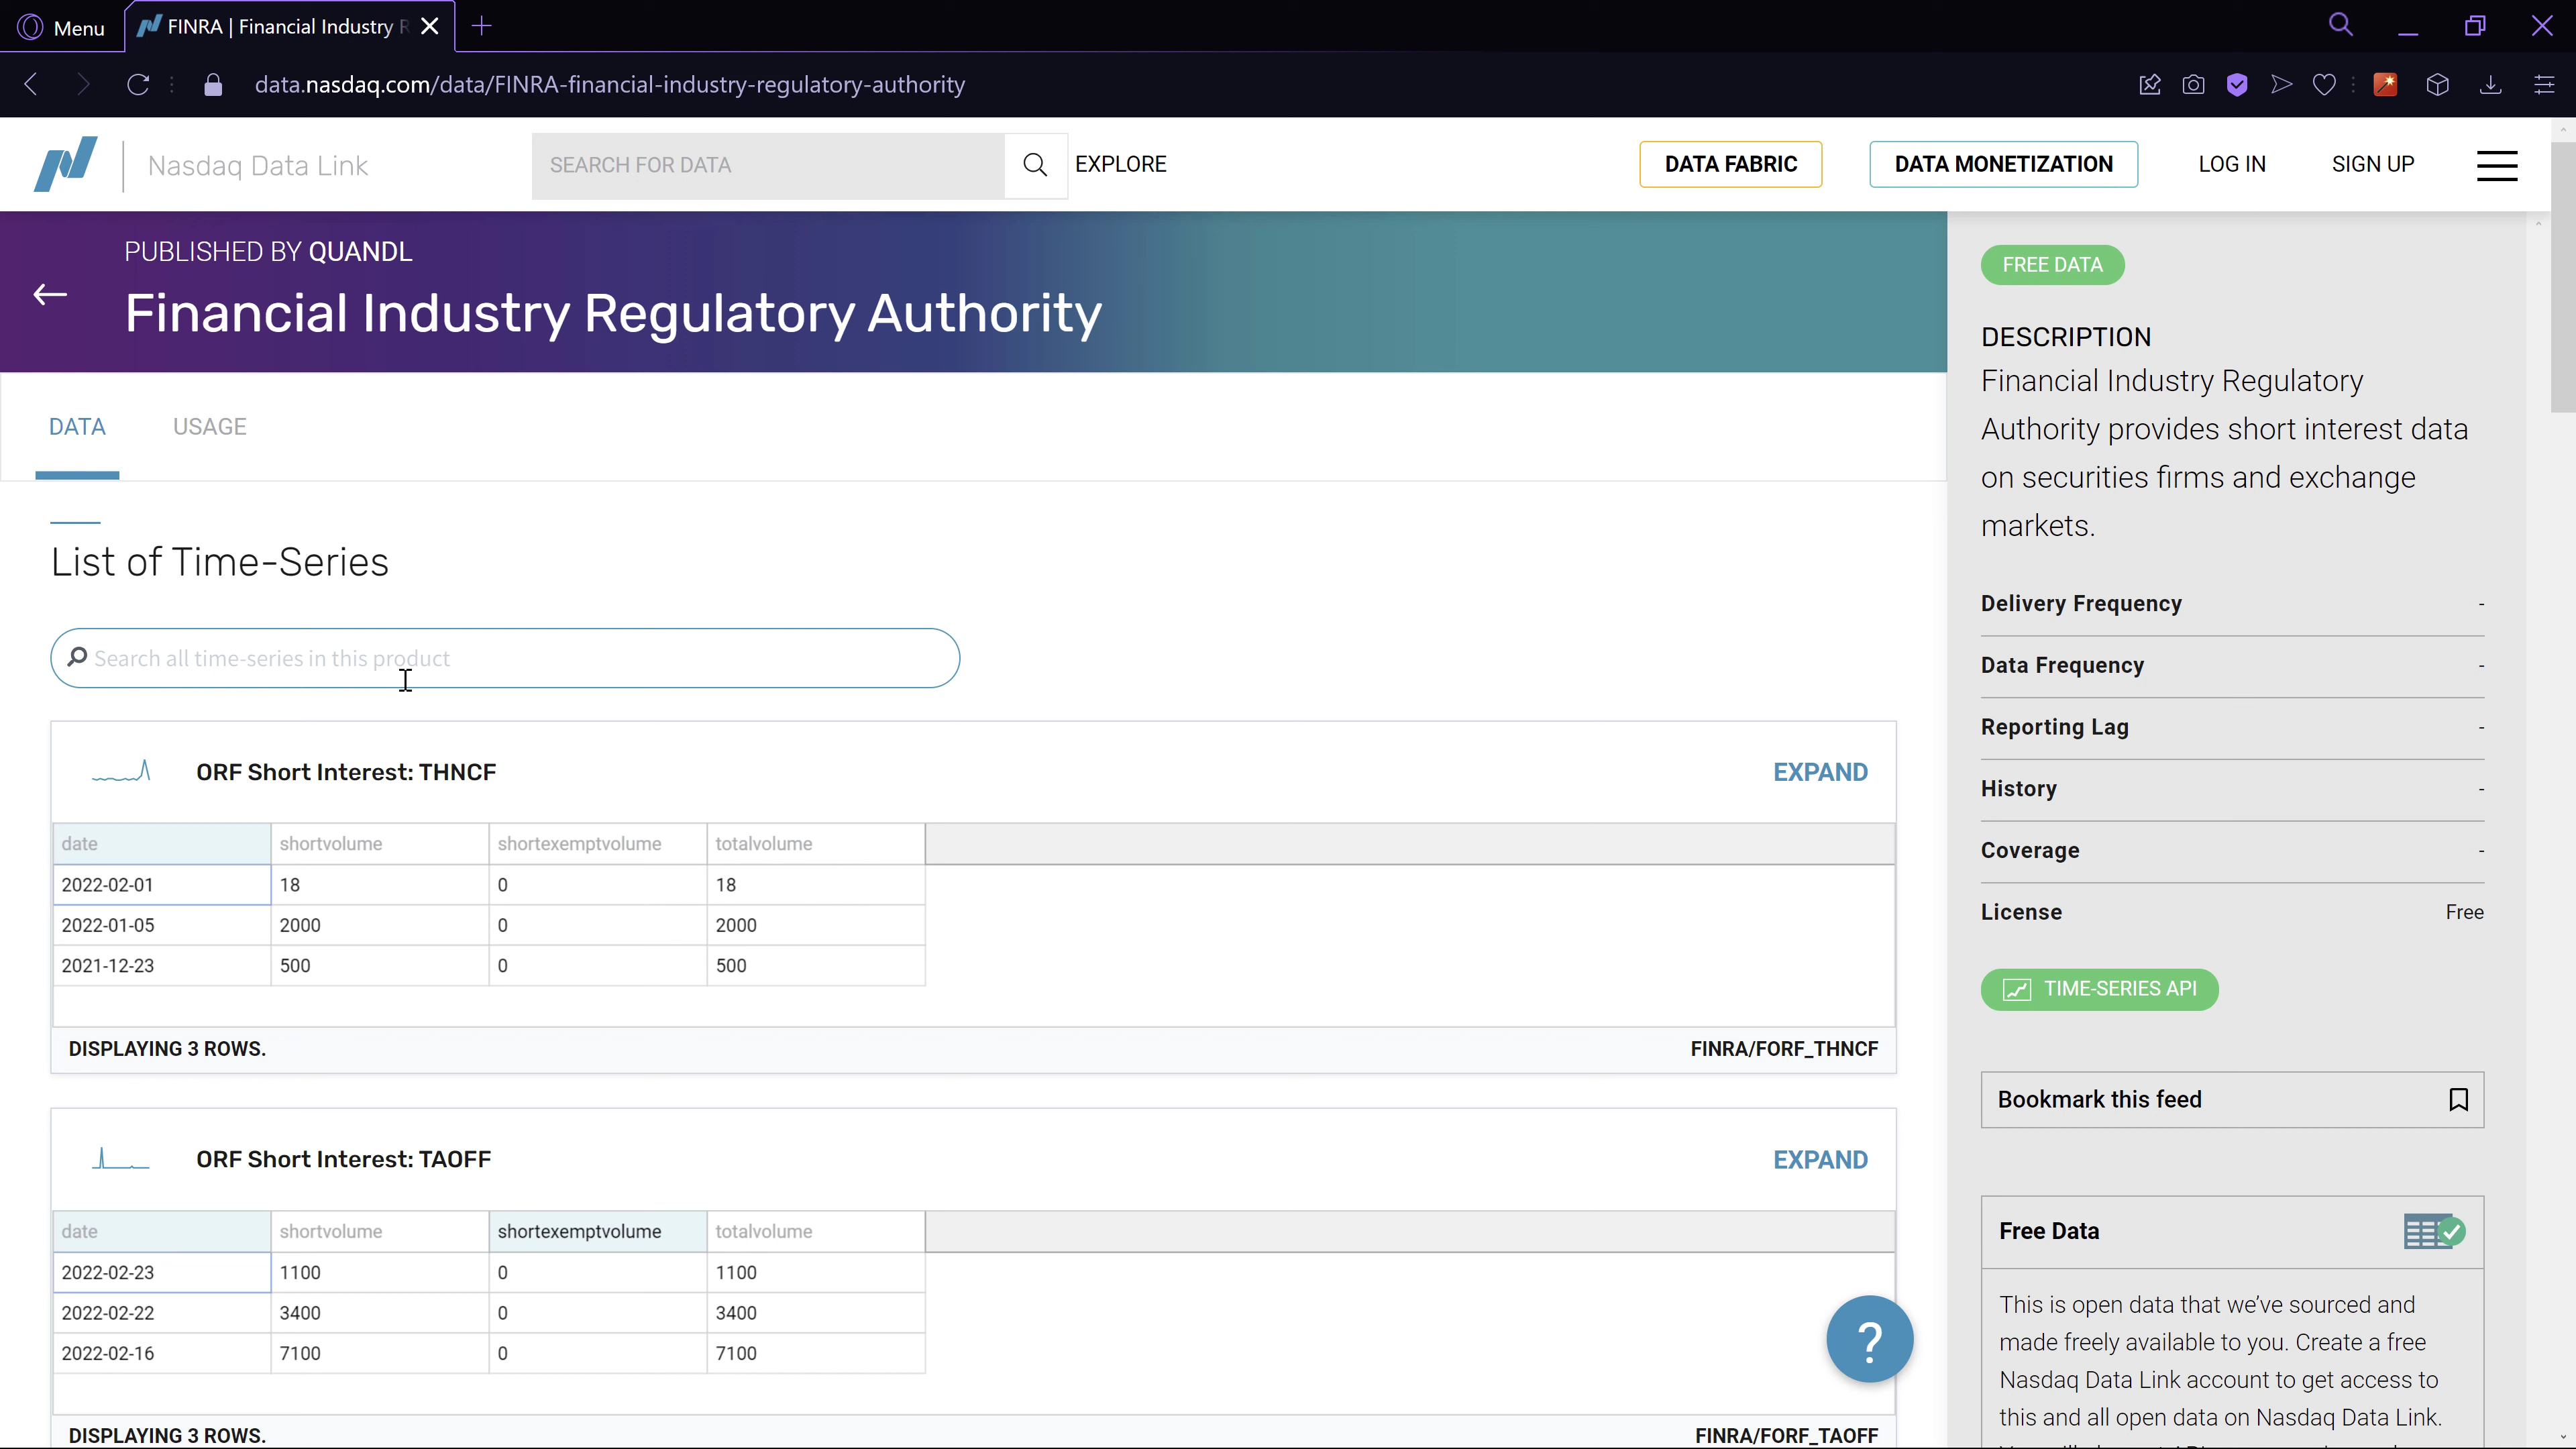 Menu
FINRA | Financial Industry R
data.nasdaq.com/data/FINRA-financial-industry-regulatory-authority
Nasdaq Data Link
SEARCH FOR DATA
EXPLORE
DATA FABRIC
DATA MONETIZATION
LOG IN
SIGN UP
PUBLISHED BY QUANDL
Financial Industry Regulatory Authority
DATA
USAGE
List of Time-Series
Search all time-series in this product
ORF Short Interest: THNCF
EXPAND
date shortvolume shortexemptvolume totalvolume
2022-02-01 18 0 18
2022-01-05 2000 0 2000
2021-12-23 500 0 500
DISPLAYING 3 ROWS.
FINRA/FORF_THNCF
ORF Short Interest: TAOFF
EXPAND
date shortvolume shortexemptvolume totalvolume
2022-02-23 1100 0 1100
2022-02-22 3400 0 3400
2022-02-16 7100 0 7100
DISPLAYING 3 ROWS.
FINRA/FORF_TAOFF
?
FREE DATA
DESCRIPTION
Financial Industry Regulatory
Authority provides short interest data
on securities firms and exchange
markets.
Delivery Frequency -
Data Frequency -
Reporting Lag -
History -
Coverage -
License Free
TIME-SERIES API
Bookmark this feed
Free Data
This is open data that we've sourced and
made freely available to you. Create a free
Nasdaq Data Link account to get access to
this and all open data on Nasdaq Data Link.